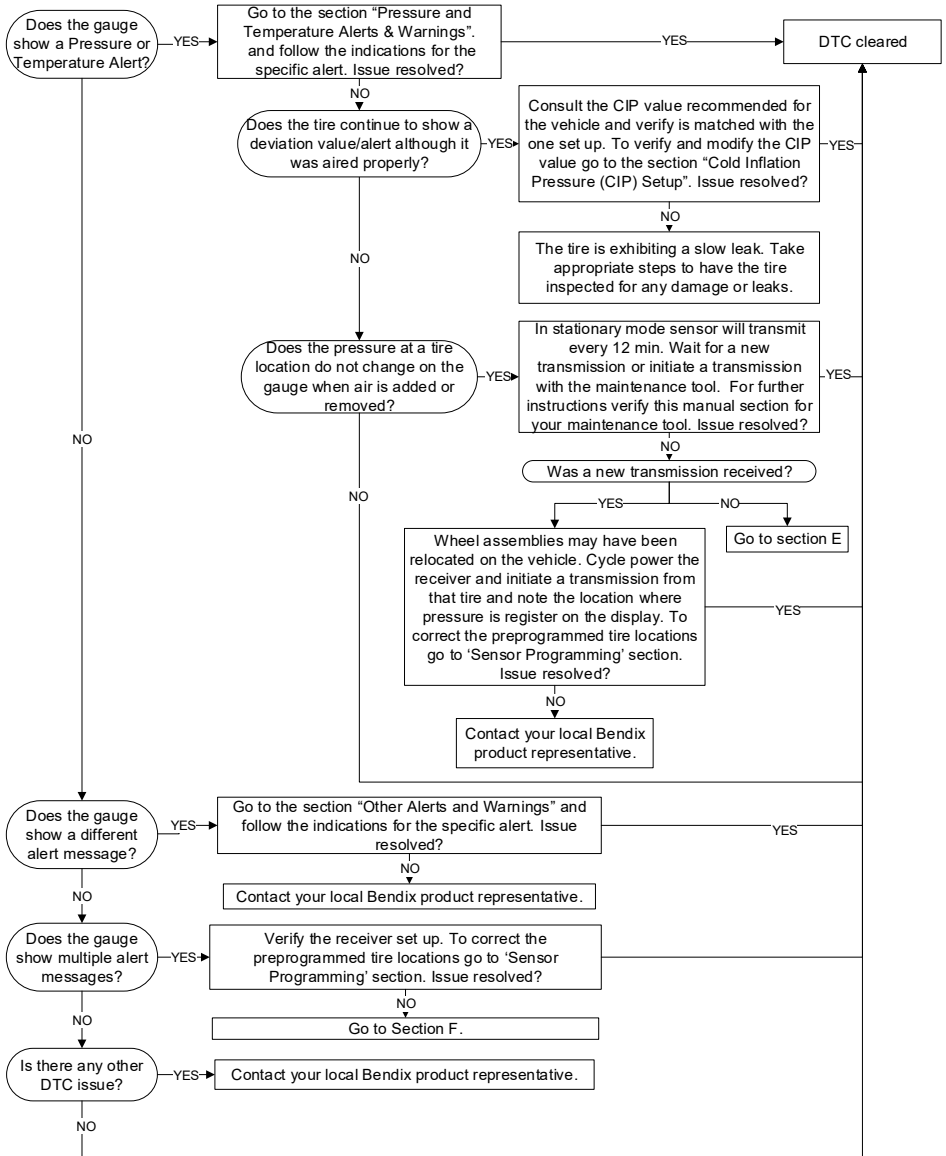 Does the gauge
show a Pressure or
Temperature Alert?
YES
Go to the section “Pressure and
Temperature Alerts & Warnings”.
and follow the indications for the
specific alert. Issue resolved?
YES
DTC cleared
NO
Does the tire continue to show a
deviation value/alert although it
was aired properly?
YES
Consult the CIP value recommended for
the vehicle and verify is matched with the
one set up. To verify and modify the CIP
value go to the section “Cold Inflation
Pressure (CIP) Setup”. Issue resolved?
YES
NO
The tire is exhibiting a slow leak. Take
appropriate steps to have the tire
inspected for any damage or leaks.
NO
Does the pressure at a tire
location do not change on the
gauge when air is added or
removed?
YES
In stationary mode sensor will transmit
every 12 min. Wait for a new
transmission or initiate a transmission
with the maintenance tool. For further
instructions verify this manual section for
your maintenance tool. Issue resolved?
YES
NO
Was a new transmission received?
YES
NO
Go to section E
Wheel assemblies may have been
relocated on the vehicle. Cycle power the
receiver and initiate a transmission from
that tire and note the location where
pressure is register on the display. To
correct the preprogrammed tire locations
go to ‘Sensor Programming’ section.
Issue resolved?
YES
NO
Contact your local Bendix
product representative.
NO
NO
Does the gauge
show a different
alert message?
YES
Go to the section “Other Alerts and Warnings” and
follow the indications for the specific alert. Issue
resolved?
YES
NO
Contact your local Bendix product representative.
NO
Does the gauge
show multiple alert
messages?
YES
Verify the receiver set up. To correct the
preprogrammed tire locations go to ‘Sensor
Programming’ section. Issue resolved?
NO
Go to Section F.
NO
Is there any other
DTC issue?
YES
Contact your local Bendix product representative.
NO